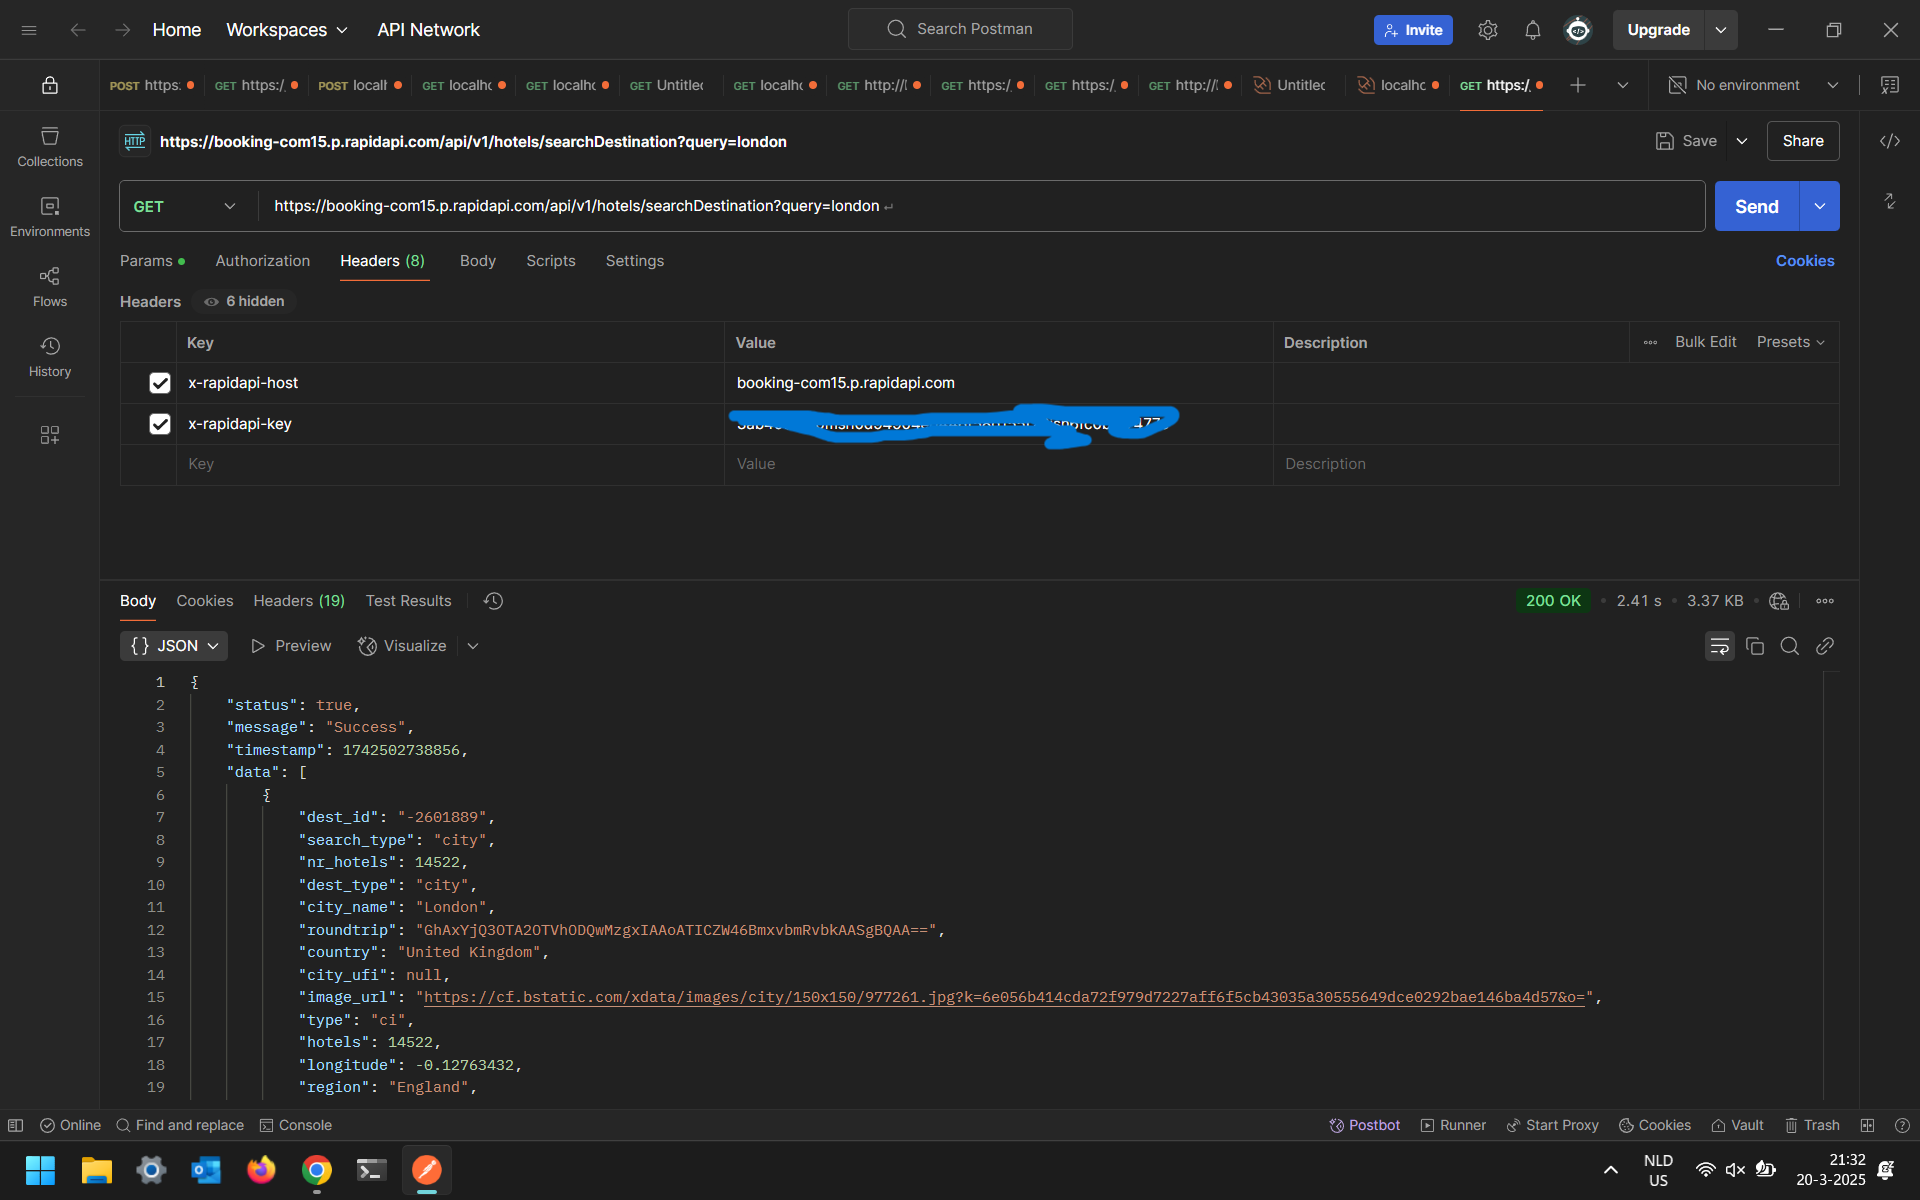 Home Workspaces API Network Search Postman Invite Upgrade
POST https: GET https:/ POST localh GET localhc GET localhc GET Untitlec GET localhc GET http:// GET https:/ GET https:/ GET http:// Untitlec localhc GET https:/ No environment
HTTP https://booking-com15.p.rapidapi.com/api/v1/hotels/searchDestination?query=london Save Share
Collections
GET https://booking-com15.p.rapidapi.com/api/v1/hotels/searchDestination?query=london Send
Environments
Params Authorization Headers (8) Body Scripts Settings Cookies
Flows
Headers 6 hidden
Key Value Description Bulk Edit Presets
History
x-rapidapi-host booking-com15.p.rapidapi.com
x-rapidapi-key
Key Value Description
Body Cookies Headers (19) Test Results 200 OK 2.41 s 3.37 KB
{} JSON Preview Visualize
1 {
2 "status": true,
3 "message": "Success",
4 "timestamp": 1742502738856,
5 "data": [
6 {
7 "dest_id": "-2601889",
8 "search_type": "city",
9 "nr_hotels": 14522,
10 "dest_type": "city",
11 "city_name": "London",
12 "roundtrip": "GhAxYjQ3OTA2OTVhODQwMzgxIAAoATICZW46BmxvbmRvbkAASgBQAA==",
13 "country": "United Kingdom",
14 "city_ufi": null,
15 "image_url": "https://cf.bstatic.com/xdata/images/city/150x150/977261.jpg?k=6e056b414cda72f979d7227aff6f5cb43035a30555649dce0292bae146ba4d57&o=",
16 "type": "ci",
17 "hotels": 14522,
18 "longitude": -0.12763432,
19 "region": "England",
Online Find and replace Console Postbot Runner Start Proxy Cookies Vault Trash
NLD 21:32
US 20-3-2025